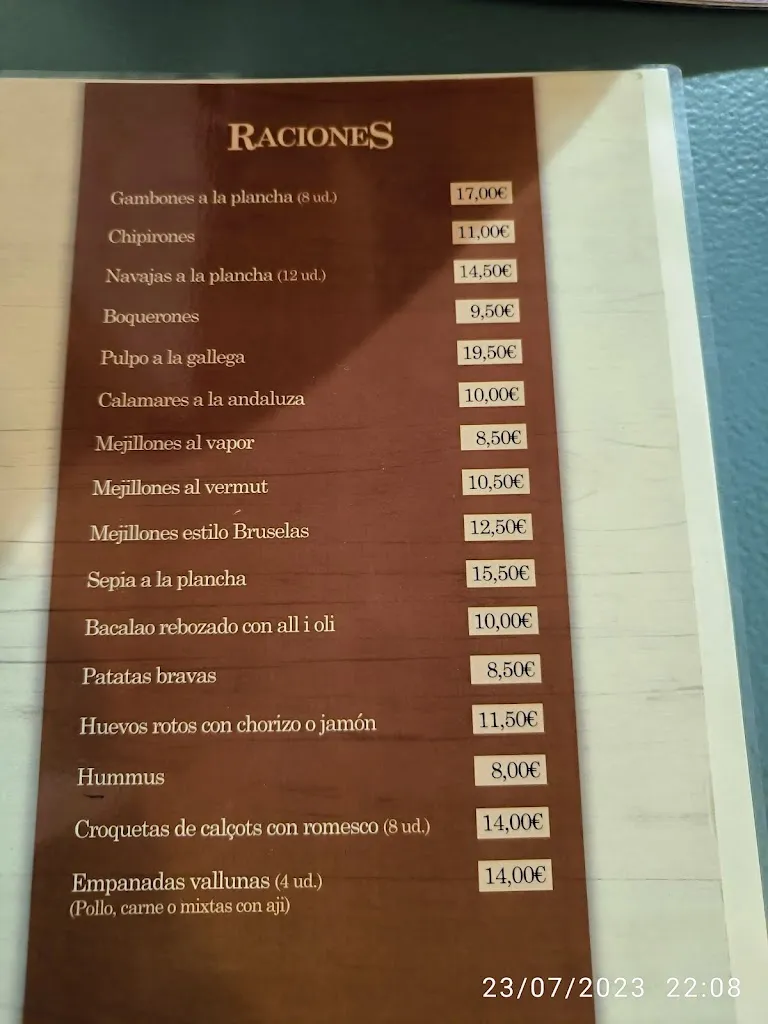 RACIONES
Gambones a la plancha (8 ud.) 17,00€
Chipirones 11,00€
Navajas a la plancha (12 ud.) 14,50€
Boquerones 9,50€
Pulpo a la gallega 19,50€
Calamares a la andaluza 10,00€
Mejillones al vapor 8,50€
Mejillones al vermut 10,50€
Mejillones estilo Bruselas 12,50€
Sepia a la plancha 15,50€
Bacalao rebozado con all i oli 10,00€
Patatas bravas 8,50€
Huevos rotos con chorizo o jamón 11,50€
Hummus 8,00€
Croquetas de calçots con romesco (8 ud.) 14,00€
Empanadas vallunas (4 ud.) 14,00€
(Pollo, carne o mixtas con aji)
23/07/2023 22:08